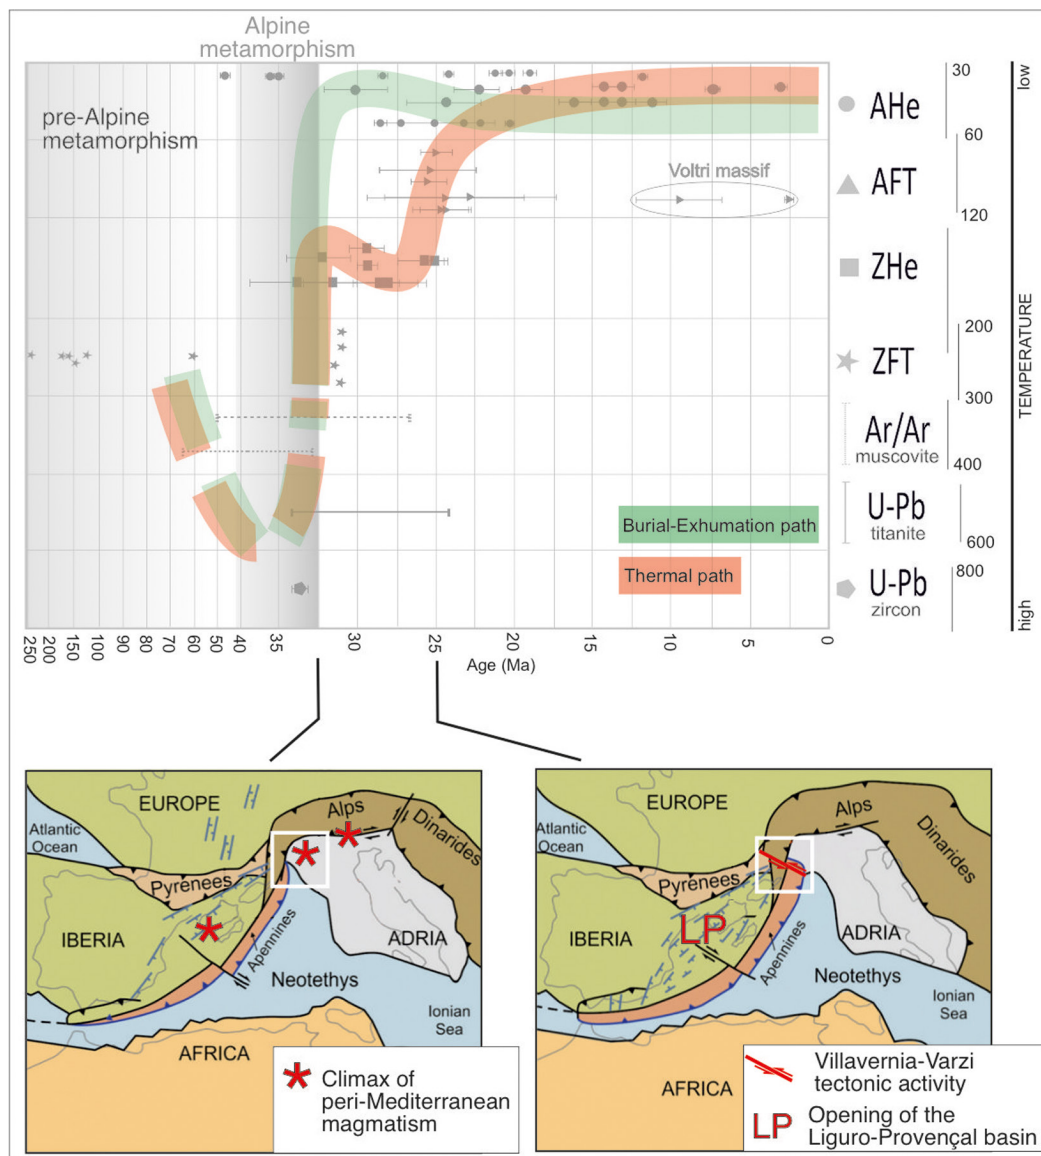 Alpine
metamorphism
pre-Alpine
metamorphism
Voltri massif
Burial-Exhumation path
Thermal path
250 200 150 100 70 60 50 40 32 30 25 20 15 10 5 0
Age (Ma)
AHe
AFT
ZHe
ZFT
Ar/Ar
muscovite
U-Pb
titanite
U-Pb
zircon
30
60
120
200
300
400
600
800
low
TEMPERATURE
high
EUROPE
Alps
Dinarides
Atlantic
Ocean
Pyrenees
IBERIA
ADRIA
Apennines
Neotethys
Ionian
Sea
AFRICA
Climax of
peri-Mediterranean
magmatism
EUROPE
Alps
Dinarides
Atlantic
Ocean
Pyrenees
IBERIA
LP
ADRIA
Apennines
Neotethys
Ionian
Sea
AFRICA
Villavernia-Varzi
tectonic activity
LP Opening of the
Liguro-Provençal basin